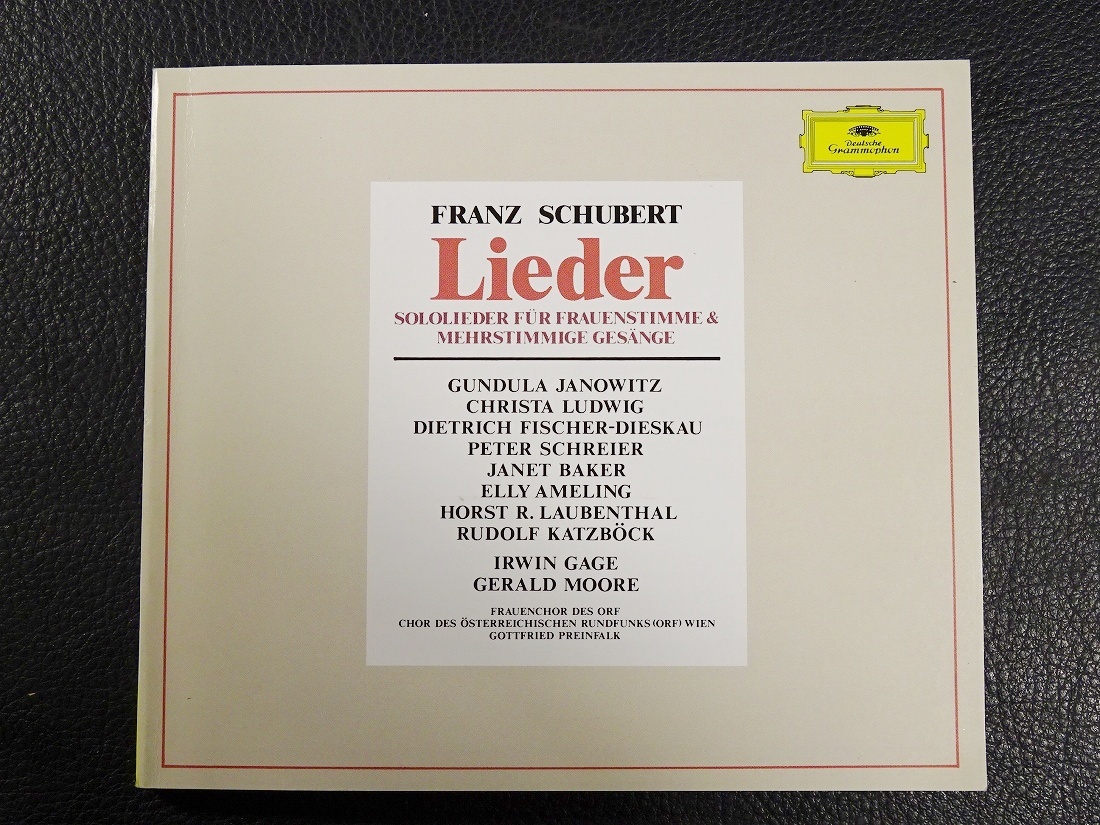 Deutsche
Grammophon
FRANZ SCHUBERT
Lieder
SOLOLIEDER FÜR FRAUENSTIMME &
MEHRSTIMMIGE GESÄNGE
GUNDULA JANOWITZ
CHRISTA LUDWIG
DIETRICH FISCHER-DIESKAU
PETER SCHREIER
JANET BAKER
ELLY AMELING
HORST R. LAUBENTHAL
RUDOLF KATZBÖCK
IRWIN GAGE
GERALD MOORE
FRAUENCHOR DES ORF
CHOR DES ÖSTERREICHISCHEN RUNDFUNKS (ORF) WIEN
GOTTFRIED PREINFALK